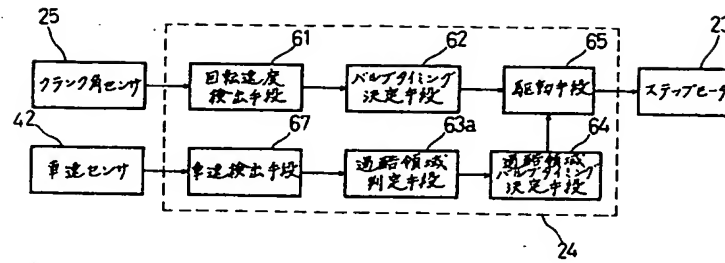 25
61
62
65
23
クランク角センサ
回転速度
検出手段
バルブタイミング
決定手段
駆動手段
ステップモータ
42
67
63a
64
車速センサ
車速検出手段
過酷領域
判定手段
過酷領域
バルブタイミング
決定手段
24